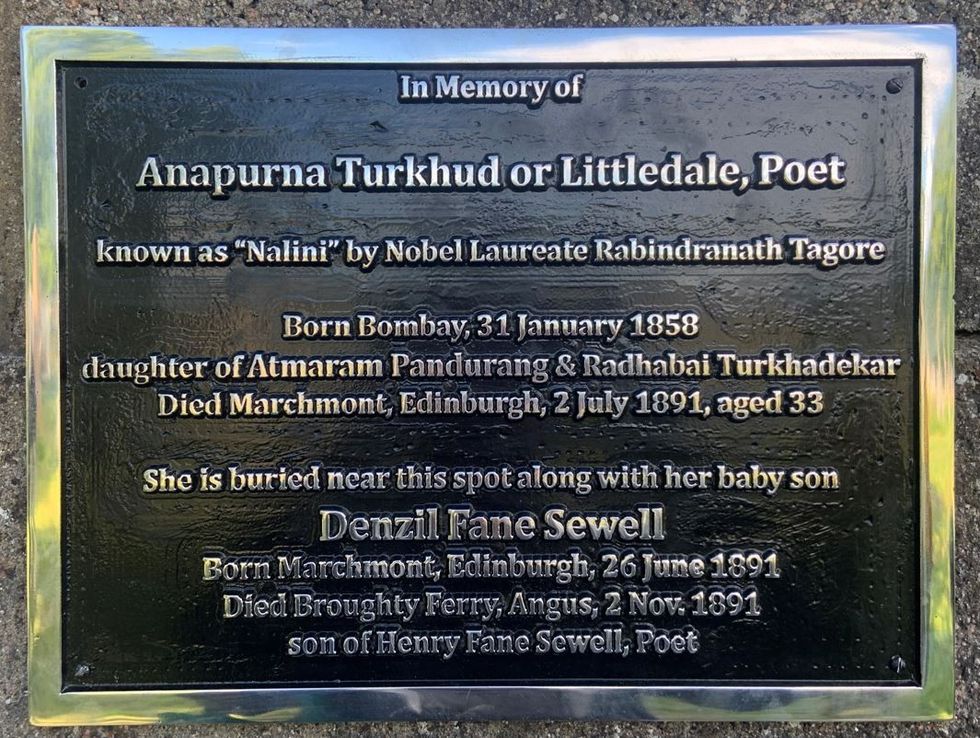 In Memory of
Anapurna Turkhud or Littledale, Poet
known as “Nalini” by Nobel Laureate Rabindranath Tagore
Born Bombay, 31 January 1858
daughter of Atmaram Pandurang & Radhabai Turkhadekar
Died Marchmont, Edinburgh, 2 July 1891, aged 33
She is buried near this spot along with her baby son
Denzil Fane Sewell
Born Marchmont, Edinburgh, 26 June 1891
Died Broughty Ferry, Angus, 2 Nov. 1891
son of Henry Fane Sewell, Poet